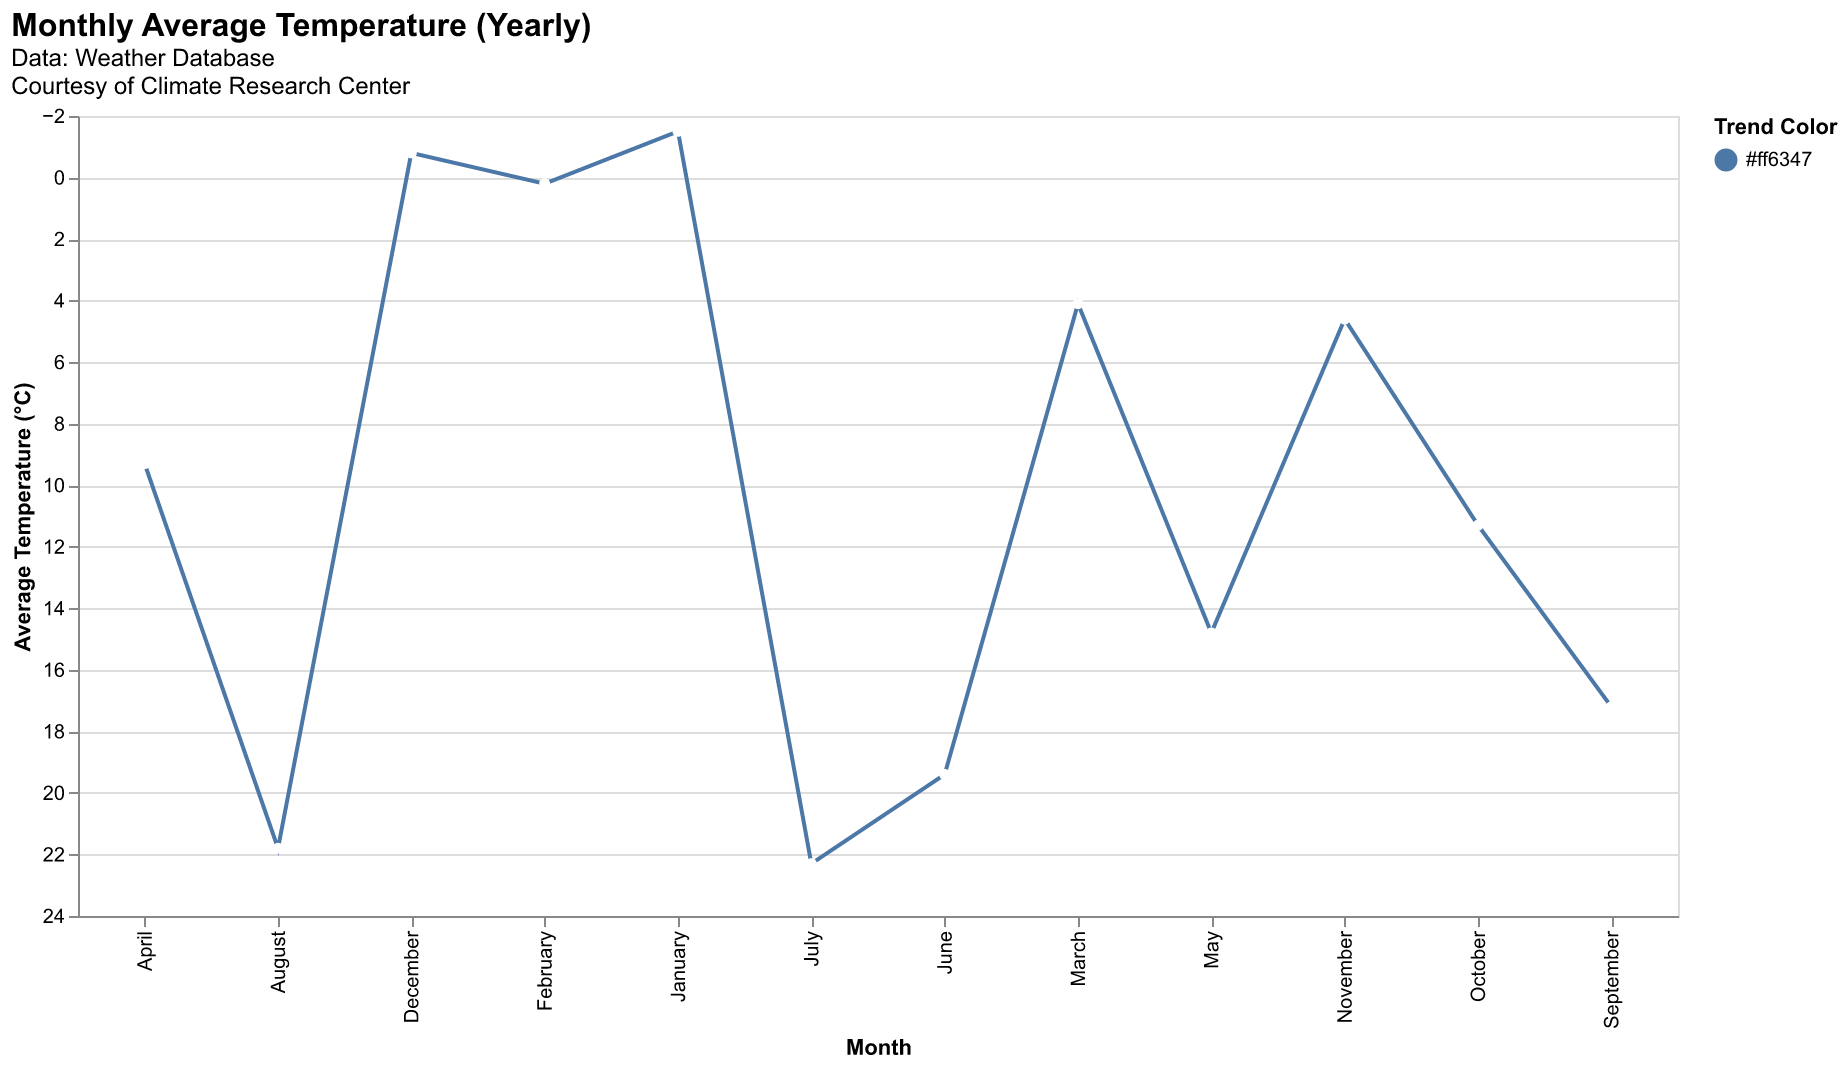 Monthly Average Temperature (Yearly)
Data: Weather Database
Courtesy of Climate Research Center
−2
0
2
4
6
8
10
12
14
16
18
20
22
24
Average Temperature (°C)
April
August
December
February
January
July
June
March
May
November
October
September
Month
Trend Color
#ff6347